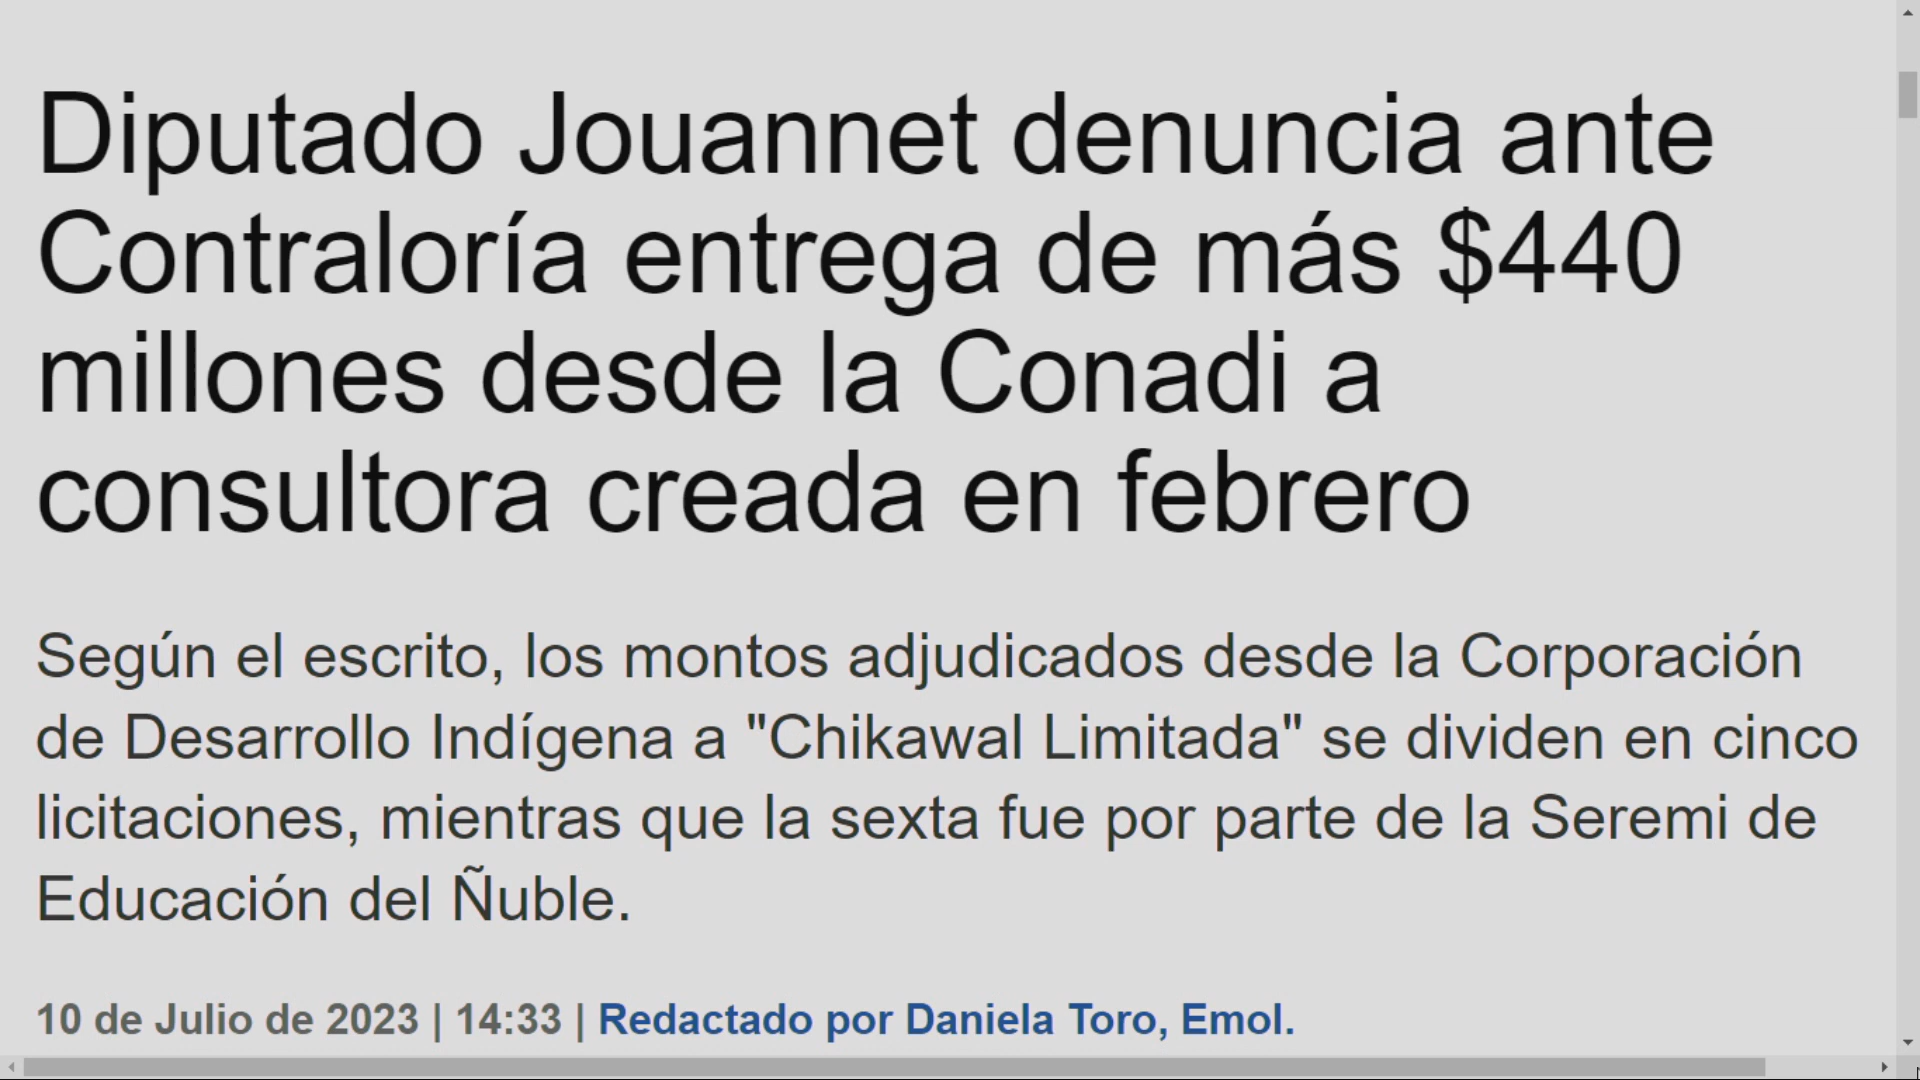 Diputado Jouannet denuncia ante
Contraloría entrega de más $440
millones desde la Conadi a
consultora creada en febrero
Según el escrito, los montos adjudicados desde la Corporación
de Desarrollo Indígena a "Chikawal Limitada" se dividen en cinco
licitaciones, mientras que la sexta fue por parte de la Seremi de
Educación del Ñuble.
10 de Julio de 2023 | 14:33 | Redactado por Daniela Toro, Emol.